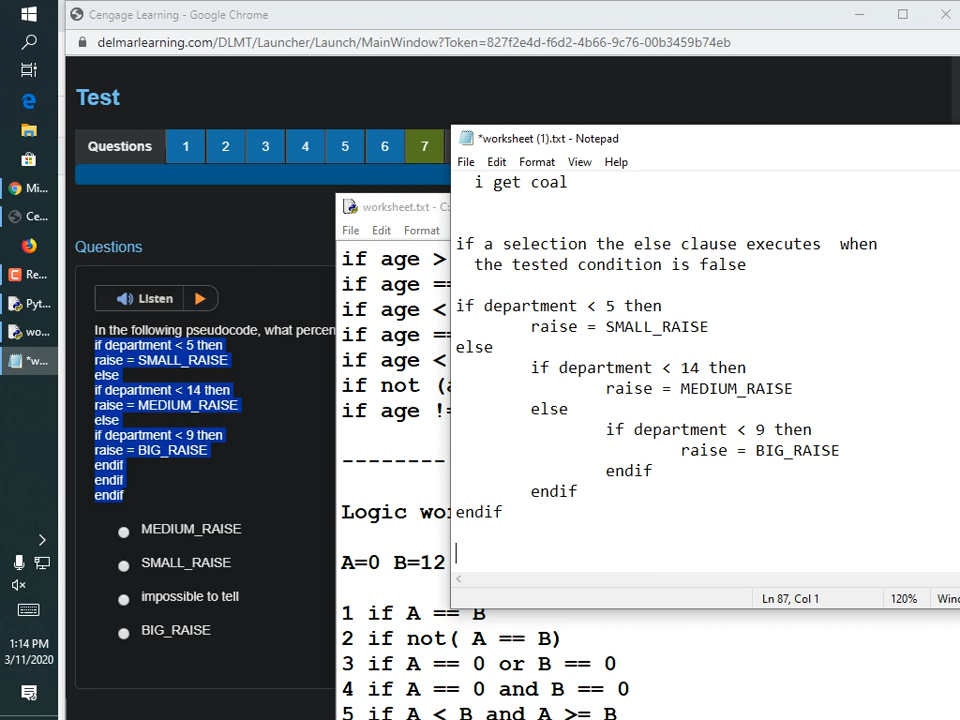 Cengage Learning - Google Chrome
delmarlearning.com/DLMT/Launcher/Launch/MainWindow?Token=827f2e4d-f6d2-4b66-9c76-00b3459b74eb
Test
Questions 1 2 3 4 5 6 7
Questions
Listen
In the following pseudocode, what percen
if department < 5 then
raise = SMALL_RAISE
else
if department < 14 then
raise = MEDIUM_RAISE
else
if department < 9 then
raise = BIG_RAISE
endif
endif
endif
MEDIUM_RAISE
SMALL_RAISE
impossible to tell
BIG_RAISE
worksheet.txt - C:
File Edit Format
if age >
if age ==
if age <
if age ==
if age <
if not (a
if age !=
--------
Logic wo
A=0 B=12
1 if A == B
2 if not( A == B)
3 if A == 0 or B == 0
4 if A == 0 and B == 0
5 if A < B and A >= B
*worksheet (1).txt - Notepad
File Edit Format View Help
i get coal
if a selection the else clause executes when
the tested condition is false
if department < 5 then
raise = SMALL_RAISE
else
if department < 14 then
raise = MEDIUM_RAISE
else
if department < 9 then
raise = BIG_RAISE
endif
endif
endif
Ln 87, Col 1 120% Wind
Mi...
Ce...
Re...
Pyt...
wo...
*w...
1:14 PM
3/11/2020